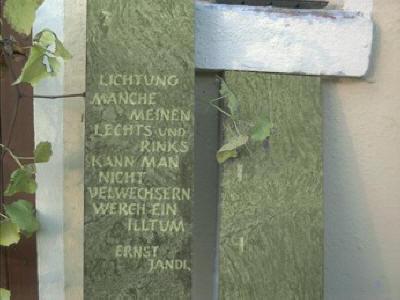 LICHTUNG
MANCHE
MEINEN
LECHTS UND
RINKS
KANN MAN
NICHT
VELWECHSERN
WERCH EIN
ILLTUM
ERNST
JANDL